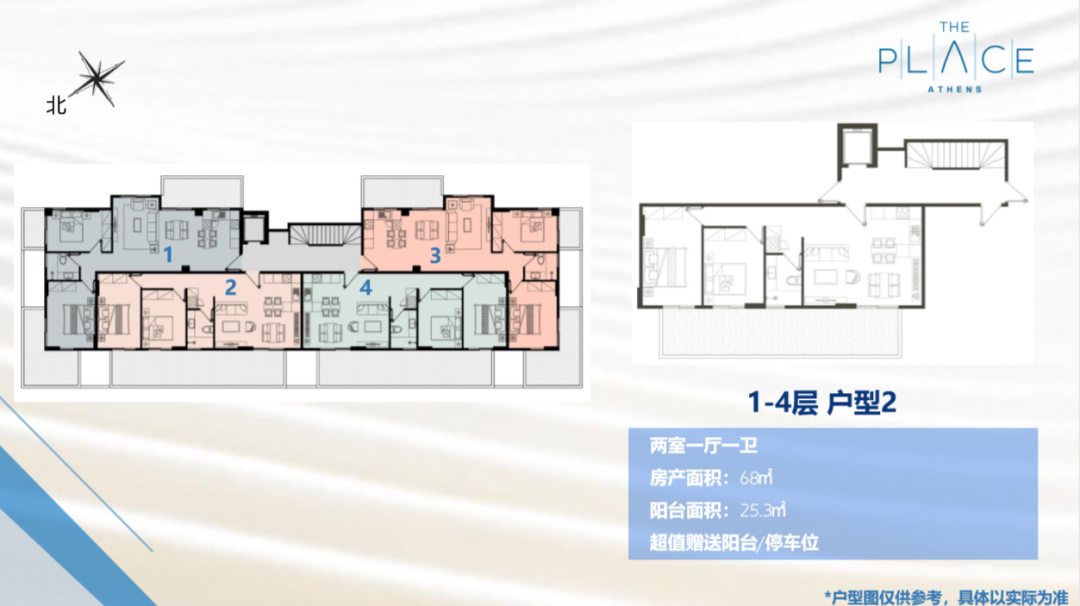 THE
PLACE
ATHENS
北
1
3
2
4
1-4层 户型2
两室一厅一卫
房产面积：68㎡
阳台面积：25.3㎡
超值赠送阳台/停车位
*户型图仅供参考，具体以实际为准